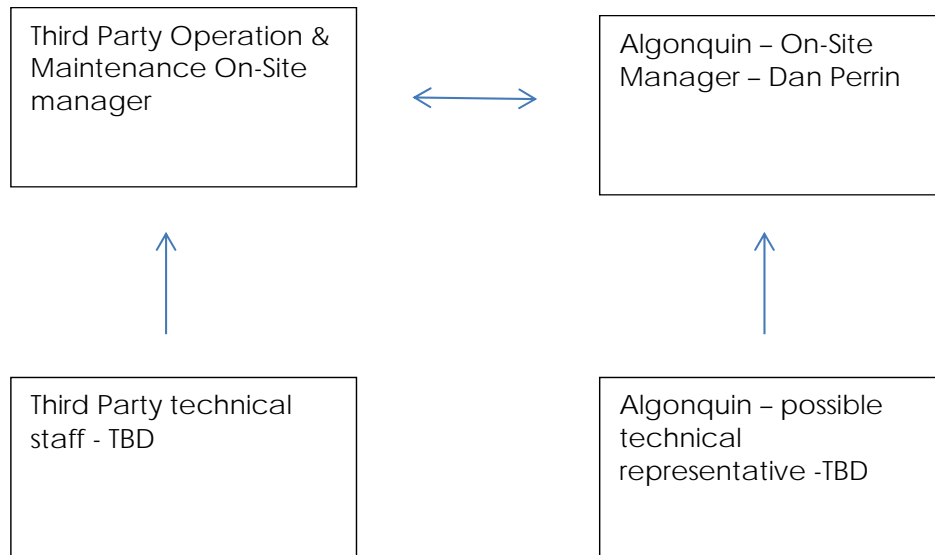 Third Party Operation &
Maintenance On-Site
manager
Algonquin – On-Site
Manager – Dan Perrin
Third Party technical
staff - TBD
Algonquin – possible
technical
representative -TBD